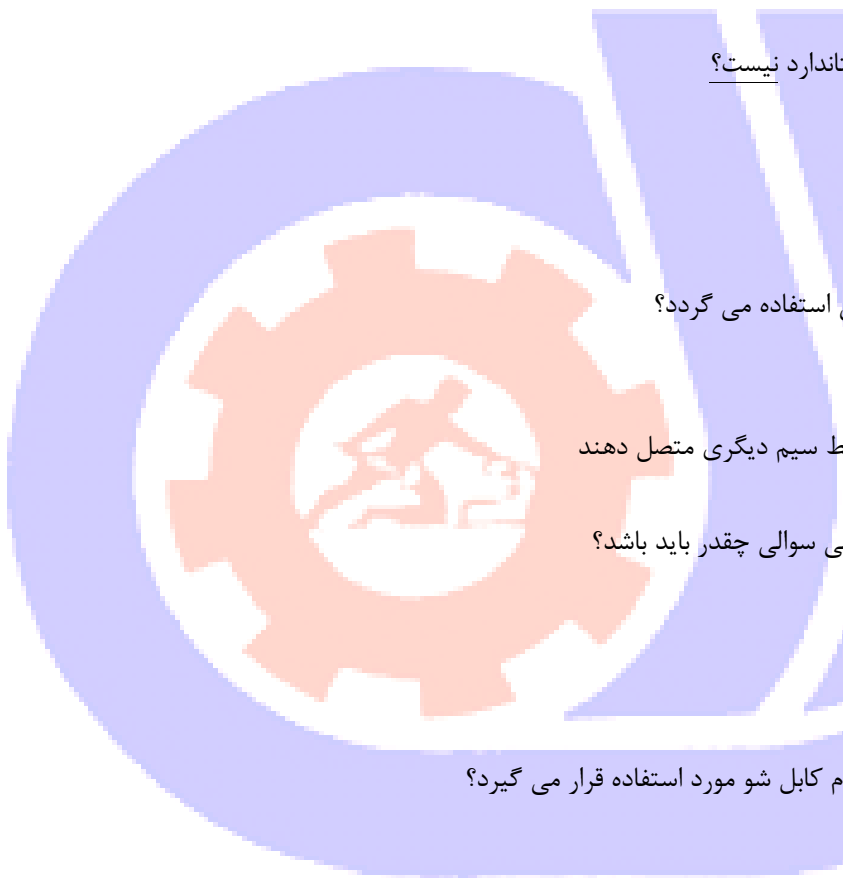 نیست؟
استفاده می گردد؟
سیم دیگری متصل دهند
سوالی چقدر باید باشد؟
کابل شو مورد استفاده قرار می گیرد؟